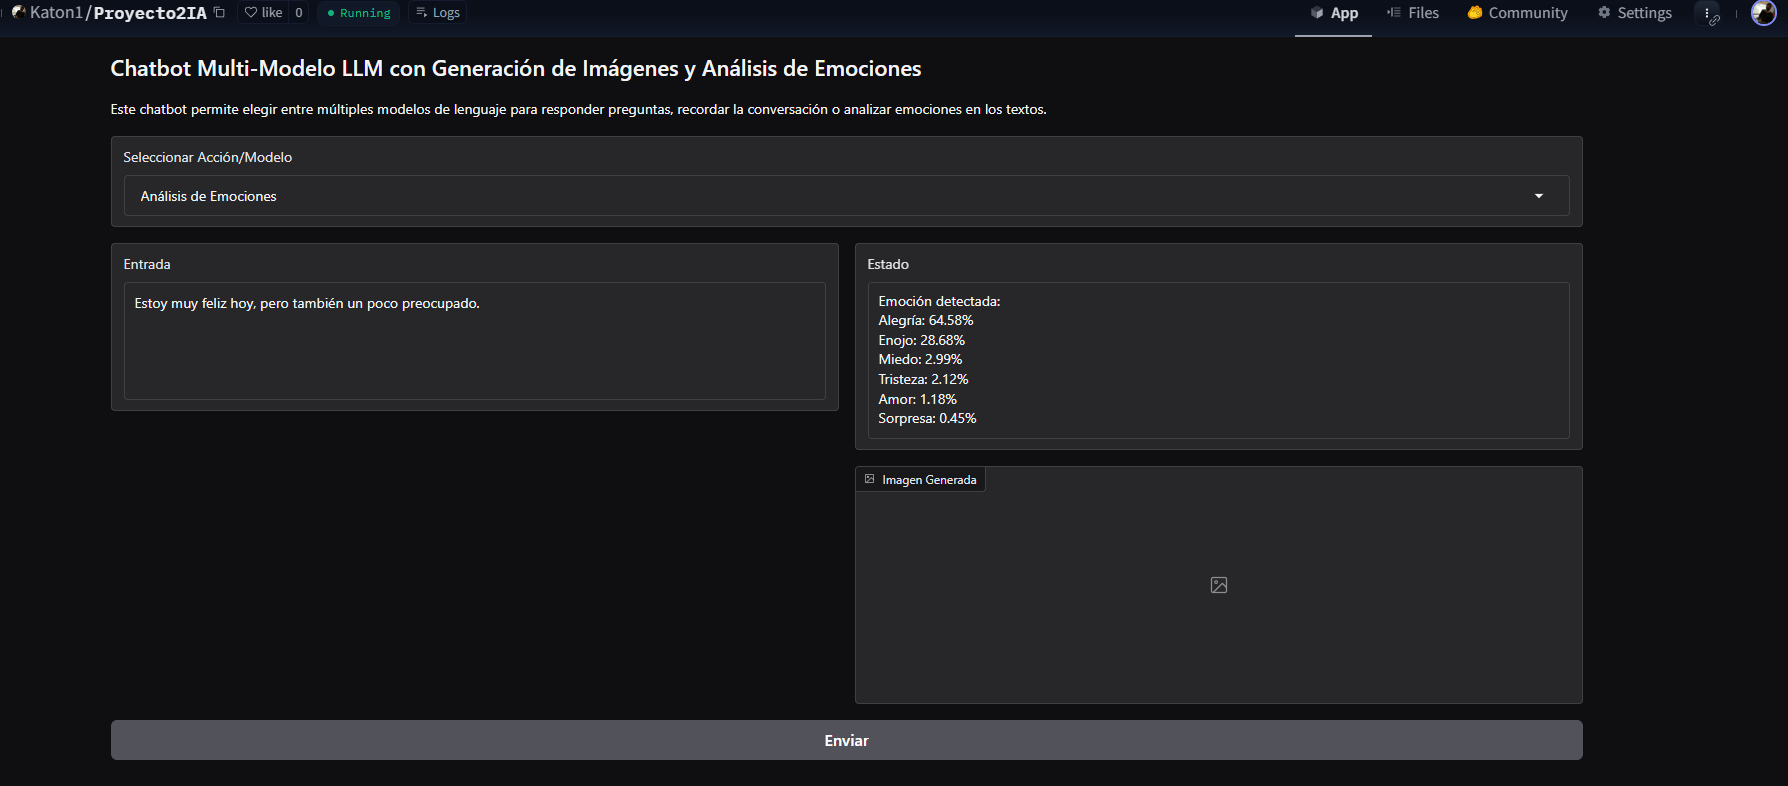 Katon1/Proyecto2IA like 0 Running Logs App Files Community Settings
Chatbot Multi-Modelo LLM con Generación de Imágenes y Análisis de Emociones
Este chatbot permite elegir entre múltiples modelos de lenguaje para responder preguntas, recordar la conversación o analizar emociones en los textos.
Seleccionar Acción/Modelo
Análisis de Emociones
Entrada
Estoy muy feliz hoy, pero también un poco preocupado.
Estado
Emoción detectada:
Alegría: 64.58%
Enojo: 28.68%
Miedo: 2.99%
Tristeza: 2.12%
Amor: 1.18%
Sorpresa: 0.45%
Imagen Generada
Enviar